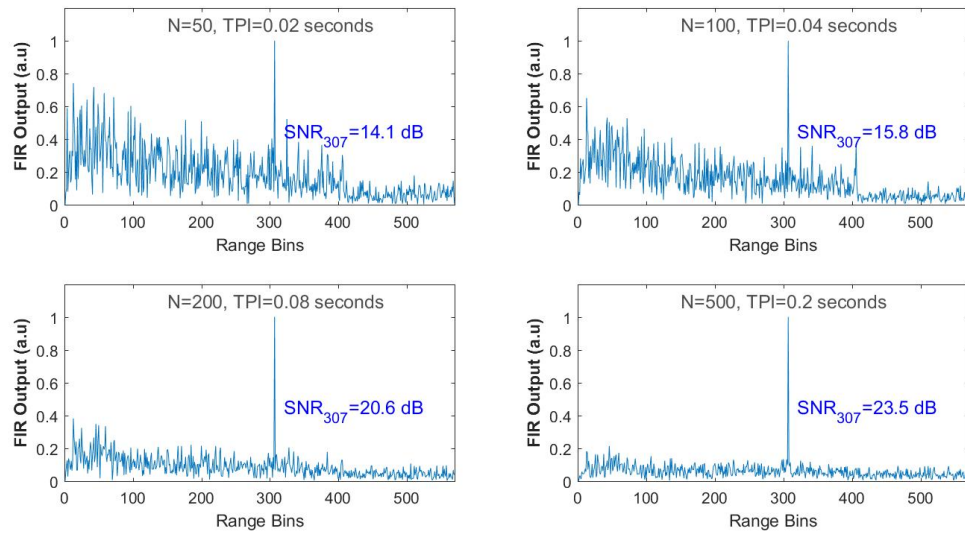 N=50, TPI=0.02 seconds
FIR Output (a.u)
1
0.8
0.6
0.4
0.2
0
SNR307=14.1 dB
0 100 200 300 400 500
Range Bins
N=100, TPI=0.04 seconds
FIR Output (a.u)
1
0.8
0.6
0.4
0.2
0
SNR307=15.8 dB
0 100 200 300 400 500
Range Bins
N=200, TPI=0.08 seconds
FIR Output (a.u)
1
0.8
0.6
0.4
0.2
0
SNR307=20.6 dB
0 100 200 300 400 500
Range Bins
N=500, TPI=0.2 seconds
FIR Output (a.u)
1
0.8
0.6
0.4
0.2
0
SNR307=23.5 dB
0 100 200 300 400 500
Range Bins